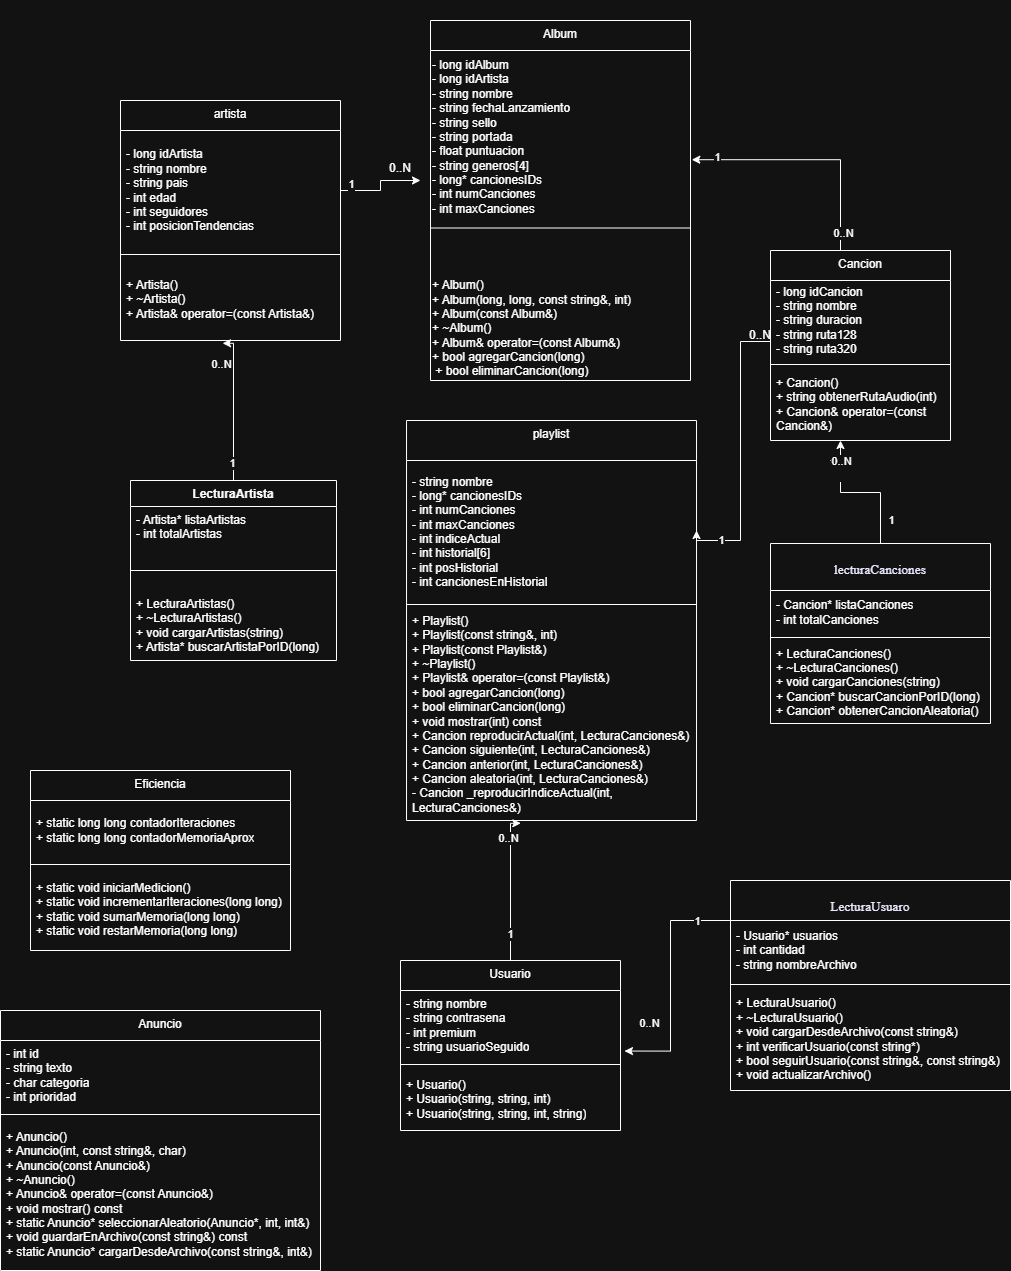 Album
- long idAlbum
- long idArtista
- string nombre
- string fechaLanzamiento
- string sello
- string portada
- float puntuacion
- string generos[4]
- long* cancionesIDs
- int numCanciones
- int maxCanciones
+ Album()
+ Album(long, long, const string&, int)
+ Album(const Album&)
+ ~Album()
+ Album& operator=(const Album&)
+ bool agregarCancion(long)
+ bool eliminarCancion(long)
artista
- long idArtista
- string nombre
- string pais
- int edad
- int seguidores
- int posicionTendencias
+ Artista()
+ ~Artista()
+ Artista& operator=(const Artista&)
1
0..N
1
0..N
Cancion
- long idCancion
- string nombre
- string duracion
- string ruta128
- string ruta320
+ Cancion()
+ string obtenerRutaAudio(int)
+ Cancion& operator=(const
Cancion&)
0..N
1
0..N
1
LecturaArtista
- Artista* listaArtistas
- int totalArtistas
+ LecturaArtistas()
+ ~LecturaArtistas()
+ void cargarArtistas(string)
+ Artista* buscarArtistaPorID(long)
playlist
- string nombre
- long* cancionesIDs
- int numCanciones
- int maxCanciones
- int indiceActual
- int historial[6]
- int posHistorial
- int cancionesEnHistorial
+ Playlist()
+ Playlist(const string&, int)
+ Playlist(const Playlist&)
+ ~Playlist()
+ Playlist& operator=(const Playlist&)
+ bool agregarCancion(long)
+ bool eliminarCancion(long)
+ void mostrar(int) const
+ Cancion reproducirActual(int, LecturaCanciones&)
+ Cancion siguiente(int, LecturaCanciones&)
+ Cancion anterior(int, LecturaCanciones&)
+ Cancion aleatoria(int, LecturaCanciones&)
- Cancion _reproducirIndiceActual(int,
LecturaCanciones&)
0..N
1
lecturaCanciones
- Cancion* listaCanciones
- int totalCanciones
+ LecturaCanciones()
+ ~LecturaCanciones()
+ void cargarCanciones(string)
+ Cancion* buscarCancionPorID(long)
+ Cancion* obtenerCancionAleatoria()
Eficiencia
+ static long long contadorIteraciones
+ static long long contadorMemoriaAprox
+ static void iniciarMedicion()
+ static void incrementarIteraciones(long long)
+ static void sumarMemoria(long long)
+ static void restarMemoria(long long)
0..N
1
Usuario
- string nombre
- string contrasena
- int premium
- string usuarioSeguido
+ Usuario()
+ Usuario(string, string, int)
+ Usuario(string, string, int, string)
1
0..N
LecturaUsuaro
- Usuario* usuarios
- int cantidad
- string nombreArchivo
+ LecturaUsuario()
+ ~LecturaUsuario()
+ void cargarDesdeArchivo(const string&)
+ int verificarUsuario(const string*)
+ bool seguirUsuario(const string&, const string&)
+ void actualizarArchivo()
Anuncio
- int id
- string texto
- char categoria
- int prioridad
+ Anuncio()
+ Anuncio(int, const string&, char)
+ Anuncio(const Anuncio&)
+ ~Anuncio()
+ Anuncio& operator=(const Anuncio&)
+ void mostrar() const
+ static Anuncio* seleccionarAleatorio(Anuncio*, int, int&)
+ void guardarEnArchivo(const string&) const
+ static Anuncio* cargarDesdeArchivo(const string&, int&)